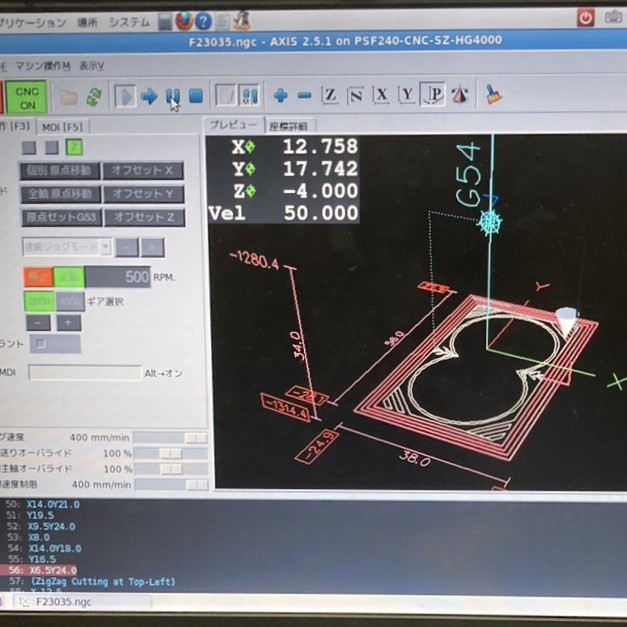 プリケーション 場所 システム
F23035.ngc - AXIS 2.5.1 on PSF240-CNC-SZ-HG4000
マシン操作M 表示V
CNC
ON
Z N X Y P
[F3] MDI [F5]
プレビュー 座標詳細
Z
個別 原点移動 オフセット X
全軸 原点移動 オフセット Y
原点セットG53 オフセット Z
連続ジョグモード - +
500 RPM.
2000 4000 ギア選択
- +
ラント
MDI Alt→オン
グ速度 400 mm/min
送りオーバライド 100 %
主軸オーバライド 100 %
速度制限 400 mm/min
X 12.758
Y 17.742
Z -4.000
Vel 50.000
G54
-1280.4
34.0
-1314.4
-24.9
38.0
Y
X
50: X14.0Y21.0
51: Y19.5
52: X9.5Y24.0
53: X8.0
54: X14.0Y18.0
55: Y16.5
56: X6.5Y24.0
57: (ZigZag Cutting at Top-Left)
F23035.ngc